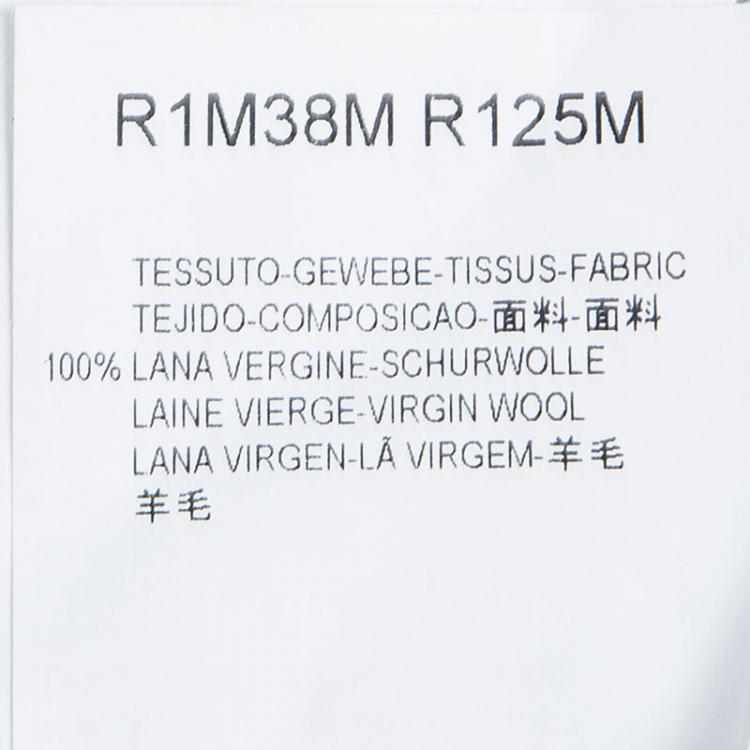 R1M38M R125M
TESSUTO-GEWEBE-TISSUS-FABRIC
TEJIDO-COMPOSICAO-面料-面料
100% LANA VERGINE-SCHURWOLLE
LAINE VIERGE-VIRGIN WOOL
LANA VIRGEN-LÃ VIRGEM-羊毛
羊毛